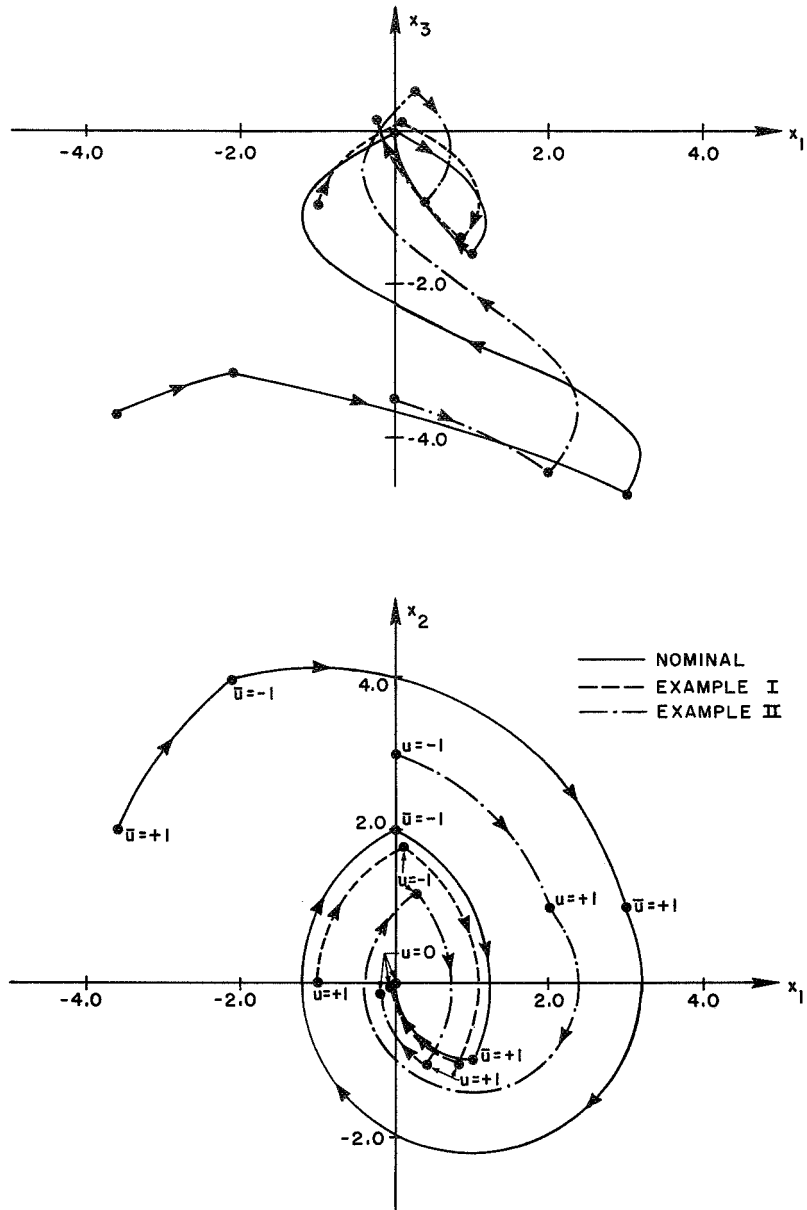 x3
-4.0 -2.0 2.0 4.0 x1
-2.0
-4.0
x2
NOMINAL
EXAMPLE I
EXAMPLE II
4.0
ū=-1
u=-1
ū=+1
2.0
ū=-1
u=-1
u=+1
ū=+1
u=0
-4.0 -2.0 u=+1 2.0 4.0 x1
ū=+1
u=+1
-2.0